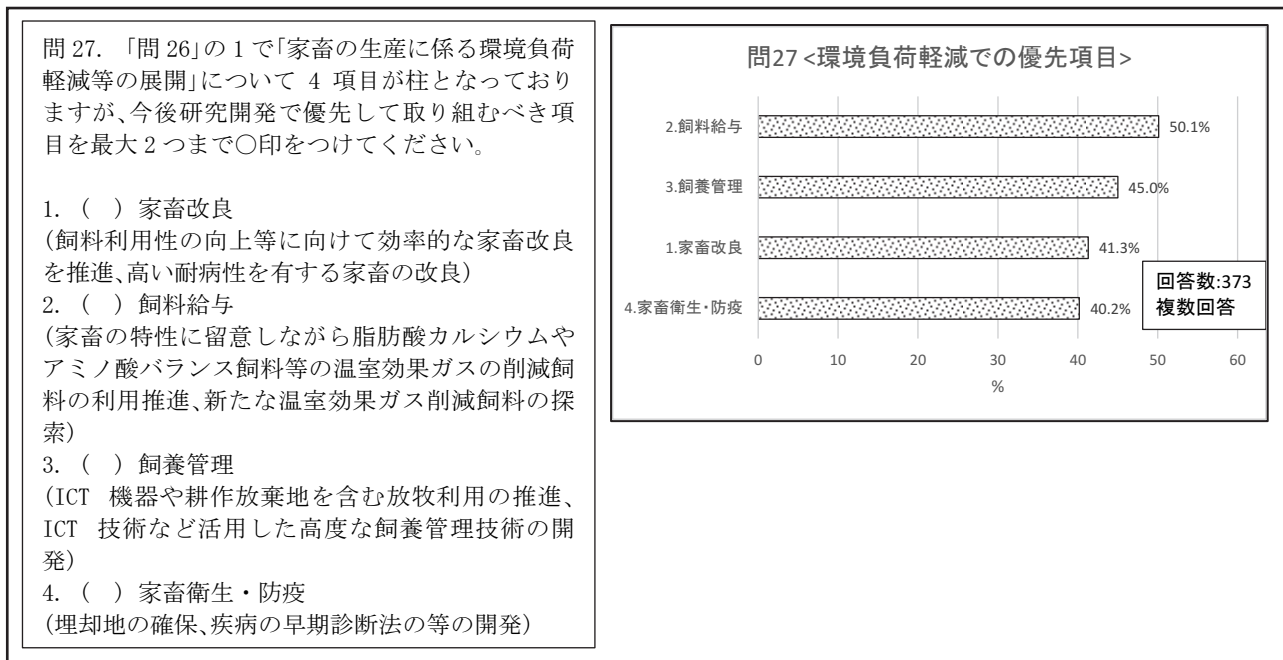 問 27. 「問 26」の 1 で「家畜の生産に係る環境負荷
軽減等の展開」について 4 項目が柱となっており
ますが、今後研究開発で優先して取り組むべき項
目を最大 2 つまで〇印をつけてください。
1. (　) 家畜改良
(飼料利用性の向上等に向けて効率的な家畜改良
を推進、高い耐病性を有する家畜の改良)
2. (　) 飼料給与
(家畜の特性に留意しながら脂肪酸カルシウムや
アミノ酸バランス飼料等の温室効果ガスの削減飼
料の利用推進、新たな温室効果ガス削減飼料の探
索)
3. (　) 飼養管理
(ICT 機器や耕作放棄地を含む放牧利用の推進、
ICT 技術など活用した高度な飼養管理技術の開
発)
4. (　) 家畜衛生・防疫
(埋却地の確保、疾病の早期診断法の等の開発)
問27 <環境負荷軽減での優先項目>
2.飼料給与 50.1%
3.飼養管理 45.0%
1.家畜改良 41.3%
4.家畜衛生・防疫 40.2%
回答数:373
複数回答
0 10 20 30 40 50 60
%